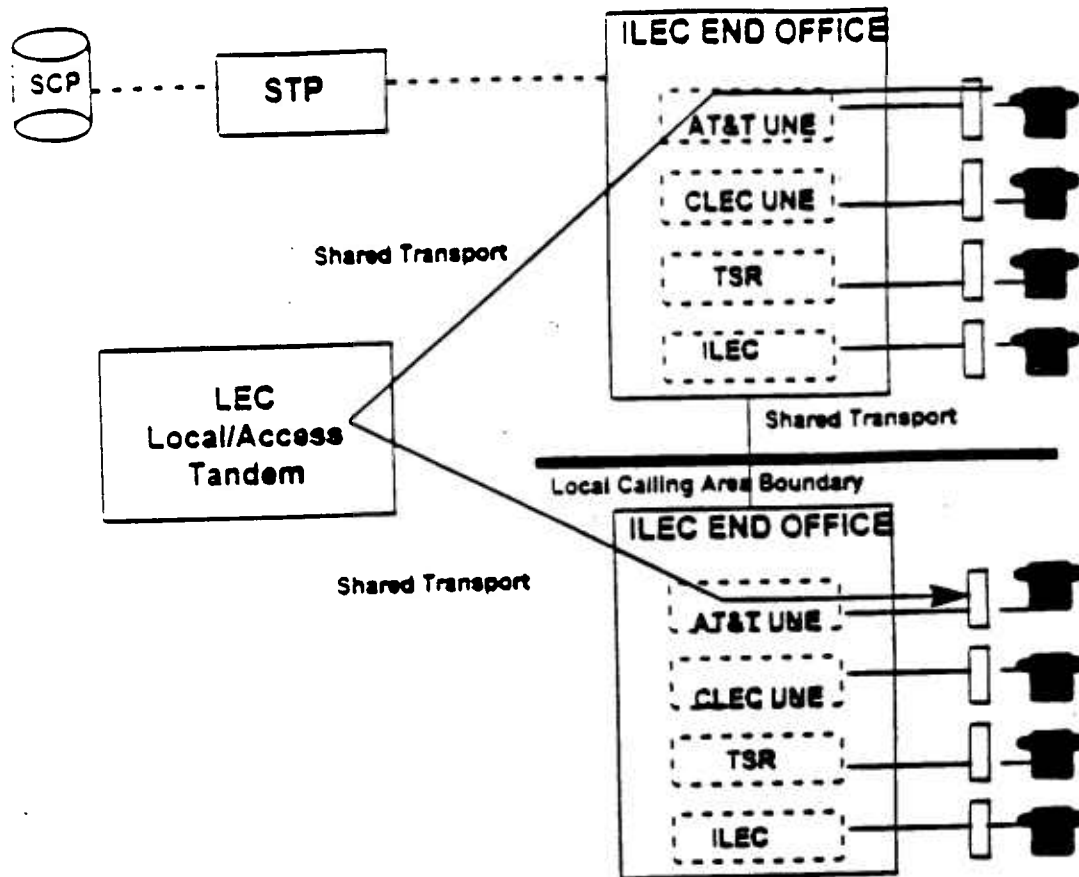 ILEC END OFFICE
SCP
STP
AT&T UNE
CLEC UNE
TSR
ILEC
Shared Transport
LEC
Local/Access
Tandem
Shared Transport
Local Calling Area Boundary
ILEC END OFFICE
Shared Transport
AT&T UNE
CLEC UNE
TSR
ILEC